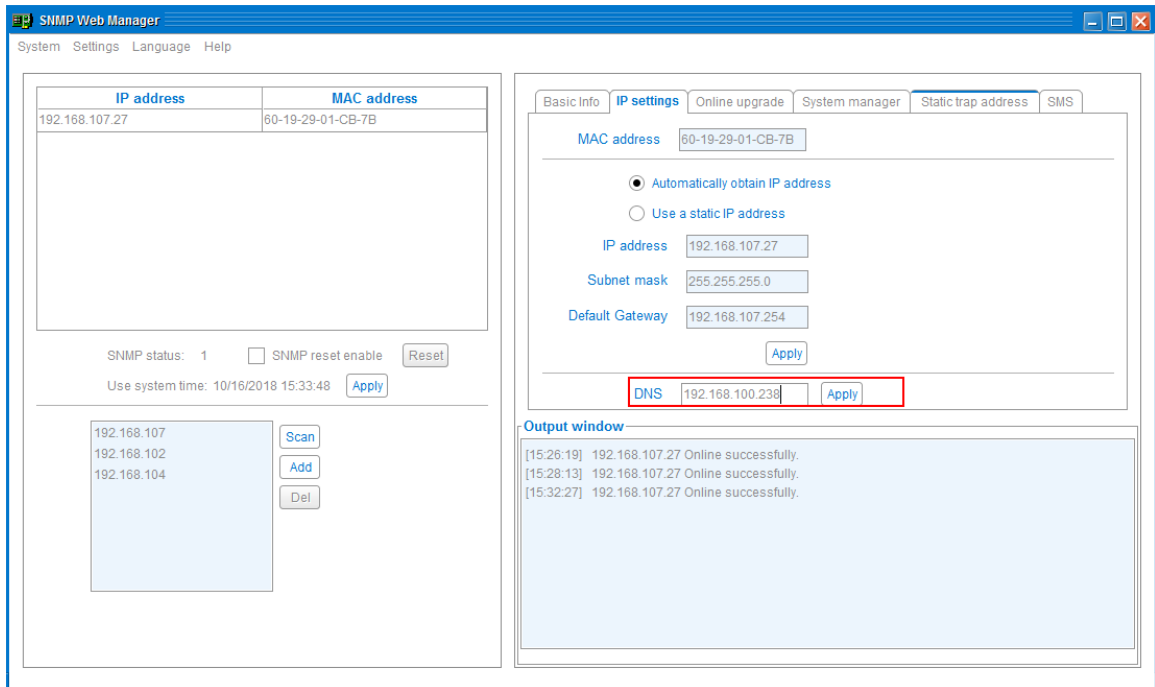 SNMP Web Manager
System Settings Language Help
IP address MAC address
192.168.107.27 60-19-29-01-CB-7B
SNMP status: 1 SNMP reset enable Reset
Use system time: 10/16/2018 15:33:48 Apply
192.168.107
192.168.102
192.168.104
Scan
Add
Del
Basic Info IP settings Online upgrade System manager Static trap address SMS
MAC address 60-19-29-01-CB-7B
Automatically obtain IP address
Use a static IP address
IP address 192.168.107.27
Subnet mask 255.255.255.0
Default Gateway 192.168.107.254
Apply
DNS 192.168.100.238 Apply
Output window
[15:26:19] 192.168.107.27 Online successfully.
[15:28:13] 192.168.107.27 Online successfully.
[15:32:27] 192.168.107.27 Online successfully.